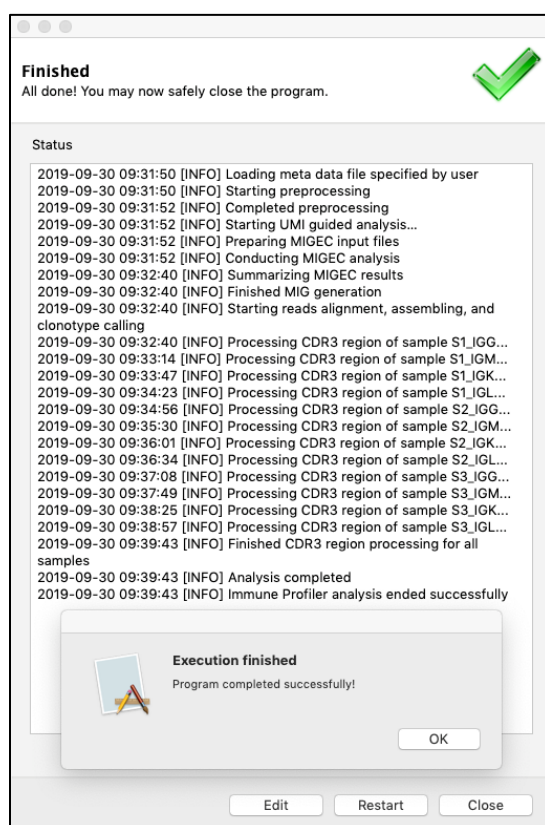 Finished
All done! You may now safely close the program.
Status
2019-09-30 09:31:50 [INFO] Loading meta data file specified by user
2019-09-30 09:31:50 [INFO] Starting preprocessing
2019-09-30 09:31:52 [INFO] Completed preprocessing
2019-09-30 09:31:52 [INFO] Starting UMI guided analysis...
2019-09-30 09:31:52 [INFO] Preparing MIGEC input files
2019-09-30 09:31:52 [INFO] Conducting MIGEC analysis
2019-09-30 09:32:40 [INFO] Summarizing MIGEC results
2019-09-30 09:32:40 [INFO] Finished MIG generation
2019-09-30 09:32:40 [INFO] Starting reads alignment, assembling, and
clonotype calling
2019-09-30 09:32:40 [INFO] Processing CDR3 region of sample S1_IGG...
2019-09-30 09:33:14 [INFO] Processing CDR3 region of sample S1_IGM...
2019-09-30 09:33:47 [INFO] Processing CDR3 region of sample S1_IGK...
2019-09-30 09:34:23 [INFO] Processing CDR3 region of sample S1_IGL...
2019-09-30 09:34:56 [INFO] Processing CDR3 region of sample S2_IGG...
2019-09-30 09:35:30 [INFO] Processing CDR3 region of sample S2_IGM...
2019-09-30 09:36:01 [INFO] Processing CDR3 region of sample S2_IGK...
2019-09-30 09:36:34 [INFO] Processing CDR3 region of sample S2_IGL...
2019-09-30 09:37:08 [INFO] Processing CDR3 region of sample S3_IGG...
2019-09-30 09:37:49 [INFO] Processing CDR3 region of sample S3_IGM...
2019-09-30 09:38:25 [INFO] Processing CDR3 region of sample S3_IGK...
2019-09-30 09:38:57 [INFO] Processing CDR3 region of sample S3_IGL...
2019-09-30 09:39:43 [INFO] Finished CDR3 region processing for all
samples
2019-09-30 09:39:43 [INFO] Analysis completed
2019-09-30 09:39:43 [INFO] Immune Profiler analysis ended successfully
Execution finished
Program completed successfully!
OK
Edit
Restart
Close